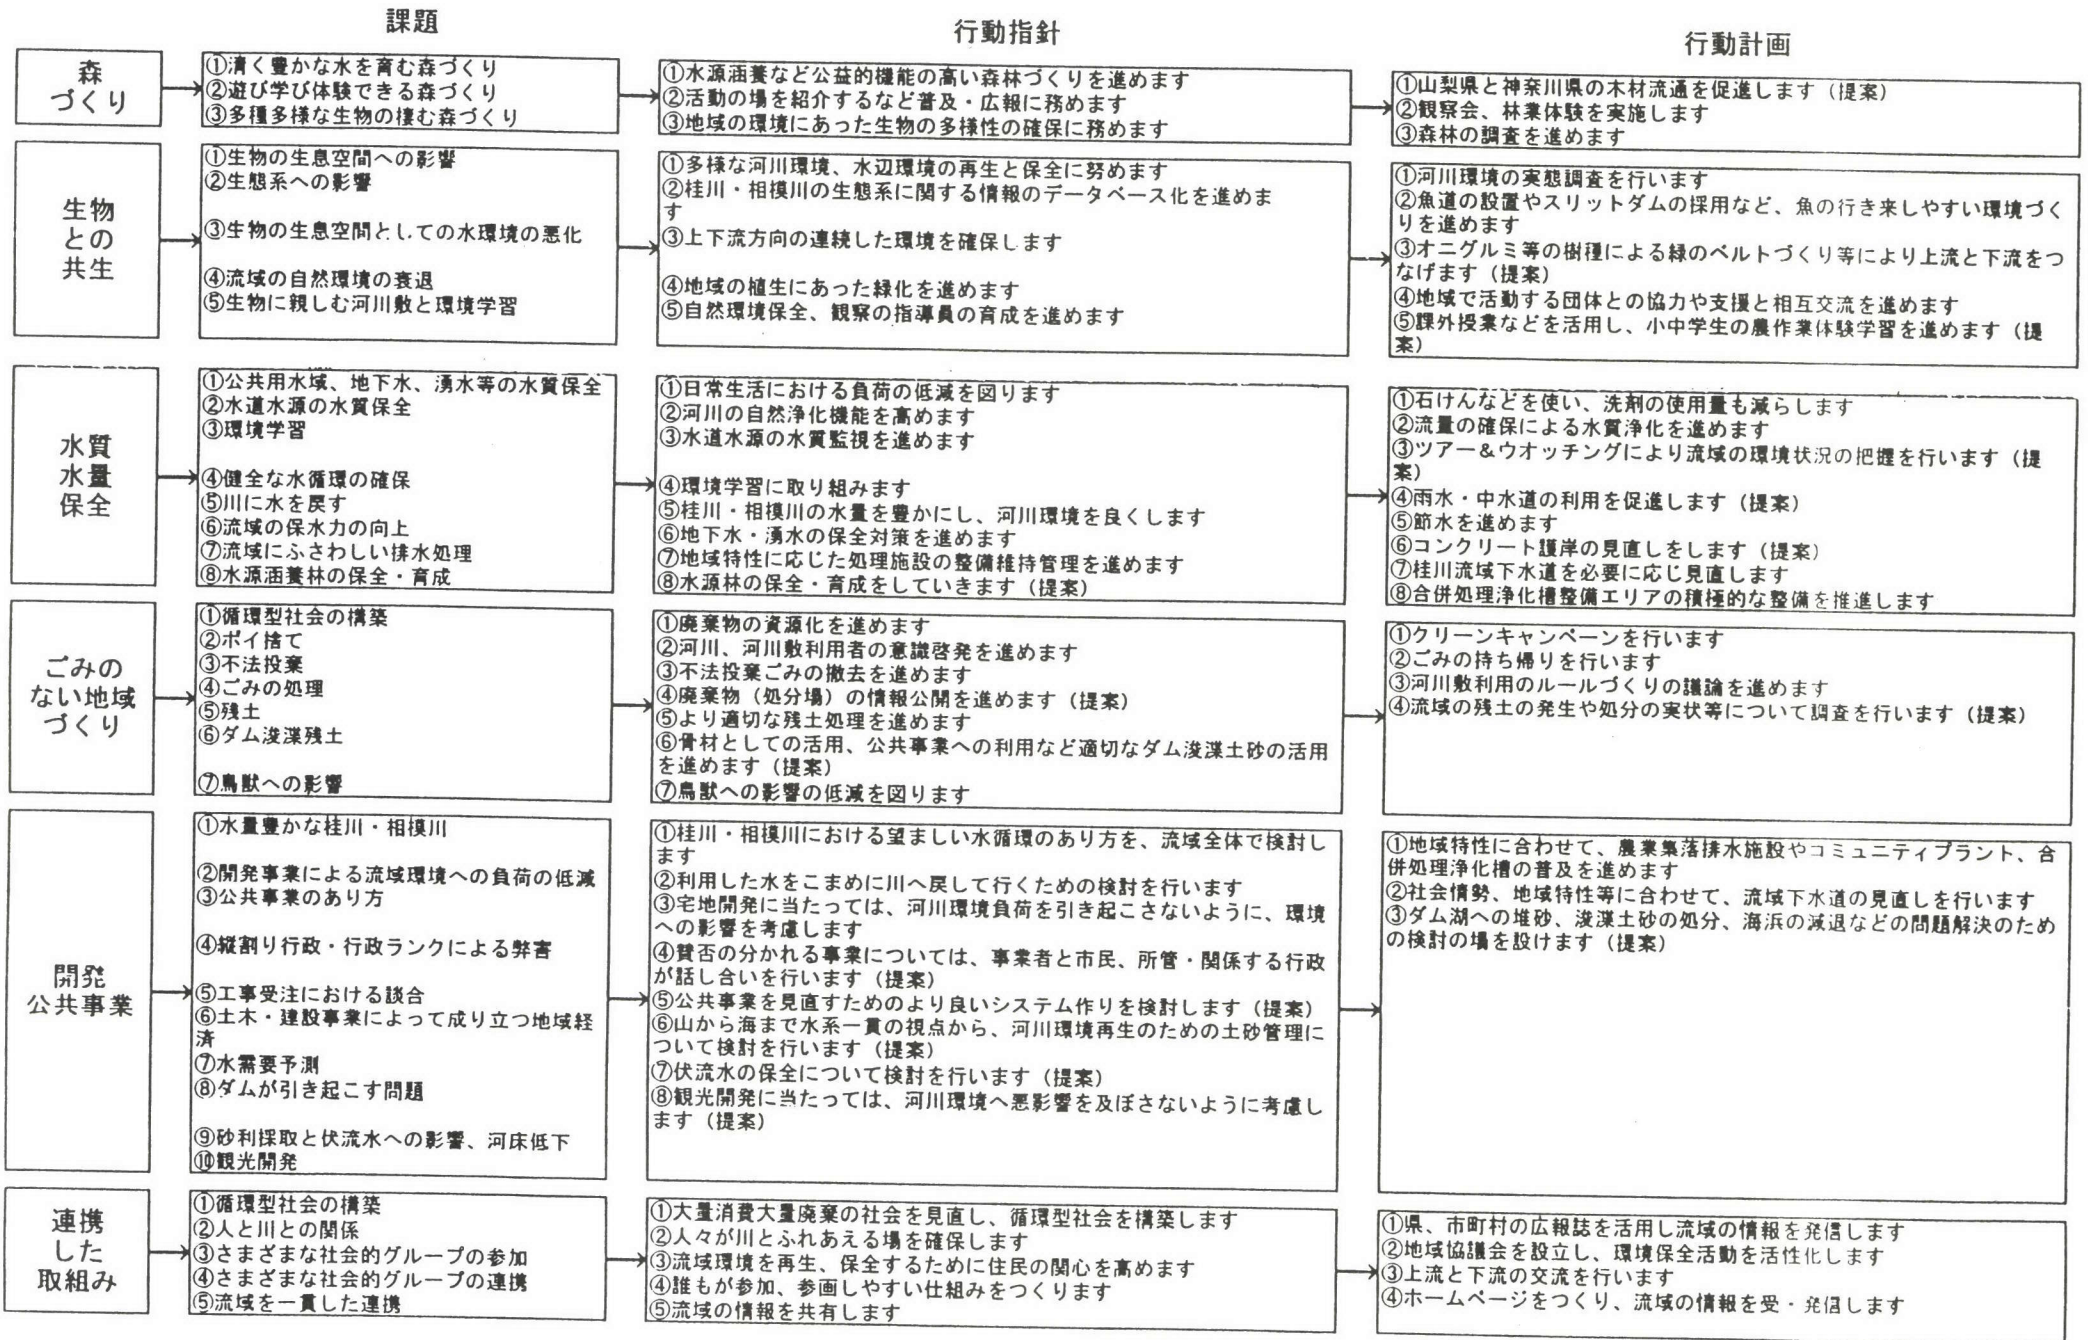 課題
行動指針
行動計画
森
づくり
①清く豊かな水を育む森づくり
②遊び学び体験できる森づくり
③多種多様な生物の棲む森づくり
①水源涵養など公益的機能の高い森林づくりを進めます
②活動の場を紹介するなど普及・広報に務めます
③地域の環境にあった生物の多様性の確保に務めます
①山梨県と神奈川県の木材流通を促進します（提案）
②観察会、林業体験を実施します
③森林の調査を進めます
生物
との
共生
①生物の生息空間への影響
②生態系への影響
③生物の生息空間としての水環境の悪化
④流域の自然環境の衰退
⑤生物に親しむ河川敷と環境学習
①多様な河川環境、水辺環境の再生と保全に努めます
②桂川・相模川の生態系に関する情報のデータベース化を進めま
す
③上下流方向の連続した環境を確保します
④地域の植生にあった緑化を進めます
⑤自然環境保全、観察の指導員の育成を進めます
①河川環境の実態調査を行います
②魚道の設置やスリットダムの採用など、魚の行き来しやすい環境づく
りを進めます
③オニグルミ等の樹種による緑のベルトづくり等により上流と下流をつ
なげます（提案）
④地域で活動する団体との協力や支援と相互交流を進めます
⑤課外授業などを活用し、小中学生の農作業体験学習を進めます（提
案）
水質
水量
保全
①公共用水域、地下水、湧水等の水質保全
②水道水源の水質保全
③環境学習
④健全な水循環の確保
⑤川に水を戻す
⑥流域の保水力の向上
⑦流域にふさわしい排水処理
⑧水源涵養林の保全・育成
①日常生活における負荷の低減を図ります
②河川の自然浄化機能を高めます
③水道水源の水質監視を進めます
④環境学習に取り組みます
⑤桂川・相模川の水量を豊かにし、河川環境を良くします
⑥地下水・湧水の保全対策を進めます
⑦地域特性に応じた処理施設の整備維持管理を進めます
⑧水源林の保全・育成をしていきます（提案）
①石けんなどを使い、洗剤の使用量も減らします
②流量の確保による水質浄化を進めます
③ツアー＆ウオッチングにより流域の環境状況の把握を行います（提
案）
④雨水・中水道の利用を促進します（提案）
⑤節水を進めます
⑥コンクリート護岸の見直しをします（提案）
⑦桂川流域下水道を必要に応じ見直します
⑧合併処理浄化槽整備エリアの積極的な整備を推進します
ごみの
ない地域
づくり
①循環型社会の構築
②ポイ捨て
③不法投棄
④ごみの処理
⑤残土
⑥ダム浚渫残土
⑦鳥獣への影響
①廃棄物の資源化を進めます
②河川、河川敷利用者の意識啓発を進めます
③不法投棄ごみの撤去を進めます
④廃棄物（処分場）の情報公開を進めます（提案）
⑤より適切な残土処理を進めます
⑥骨材としての活用、公共事業への利用など適切なダム浚渫土砂の活用
を進めます（提案）
⑦鳥獣への影響の低減を図ります
①クリーンキャンペーンを行います
②ごみの持ち帰りを行います
③河川敷利用のルールづくりの議論を進めます
④流域の残土の発生や処分の実状等について調査を行います（提案）
開発
公共事業
①水量豊かな桂川・相模川
②開発事業による流域環境への負荷の低減
③公共事業のあり方
④縦割り行政・行政ランクによる弊害
⑤工事受注における談合
⑥土木・建設事業によって成り立つ地域経
済
⑦水需要予測
⑧ダムが引き起こす問題
⑨砂利採取と伏流水への影響、河床低下
⑩観光開発
①桂川・相模川における望ましい水循環のあり方を、流域全体で検討し
ます
②利用した水をこまめに川へ戻して行くための検討を行います
③宅地開発に当たっては、河川環境負荷を引き起こさないように、環境
への影響を考慮します
④賛否の分かれる事業については、事業者と市民、所管・関係する行政
が話し合いを行います（提案）
⑤公共事業を見直すためのより良いシステム作りを検討します（提案）
⑥山から海まで水系一貫の視点から、河川環境再生のための土砂管理に
ついて検討を行います（提案）
⑦伏流水の保全について検討を行います（提案）
⑧観光開発に当たっては、河川環境へ悪影響を及ぼさないように考慮し
ます（提案）
①地域特性に合わせて、農業集落排水施設やコミュニティプラント、合
併処理浄化槽の普及を進めます
②社会情勢、地域特性等に合わせて、流域下水道の見直しを行います
③ダム湖への堆砂、浚渫土砂の処分、海浜の減退などの問題解決のため
の検討の場を設けます（提案）
連携
した
取組み
①循環型社会の構築
②人と川との関係
③さまざまな社会的グループの参加
④さまざまな社会的グループの連携
⑤流域を一貫した連携
①大量消費大量廃棄の社会を見直し、循環型社会を構築します
②人々が川とふれあえる場を確保します
③流域環境を再生、保全するために住民の関心を高めます
④誰もが参加、参画しやすい仕組みをつくります
⑤流域の情報を共有します
①県、市町村の広報誌を活用し流域の情報を発信します
②地域協議会を設立し、環境保全活動を活性化します
③上流と下流の交流を行います
④ホームページをつくり、流域の情報を受・発信します